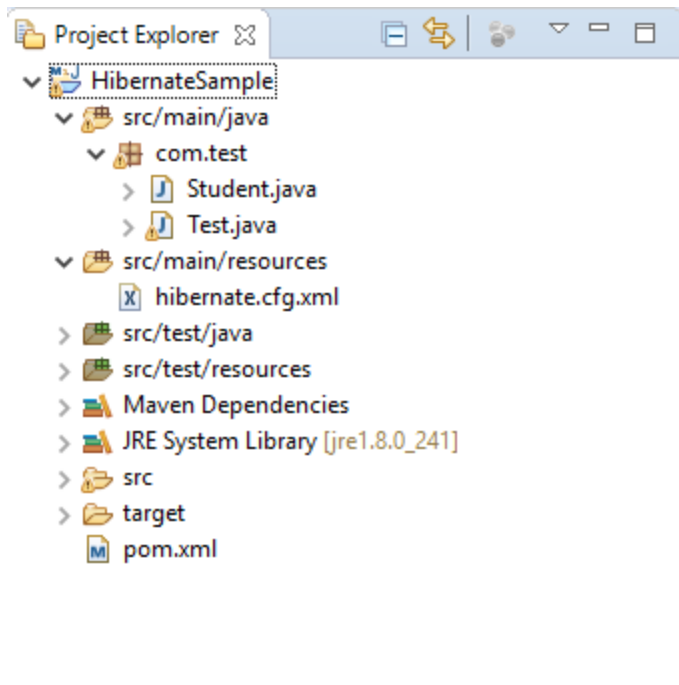 Project Explorer
HibernateSample
src/main/java
com.test
Student.java
Test.java
src/main/resources
hibernate.cfg.xml
src/test/java
src/test/resources
Maven Dependencies
JRE System Library [jre1.8.0_241]
src
target
pom.xml